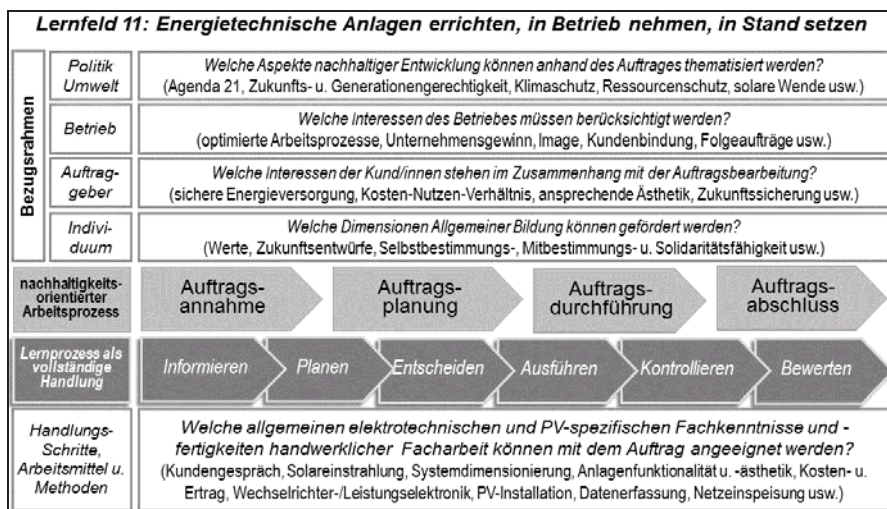 Lernfeld 11: Energietechnische Anlagen errichten, in Betrieb nehmen, in Stand setzen
Bezugsrahmen
Politik
Umwelt
Welche Aspekte nachhaltiger Entwicklung können anhand des Auftrages thematisiert werden?
(Agenda 21, Zukunfts- u. Generationengerechtigkeit, Klimaschutz, Ressourcenschutz, solare Wende usw.)
Betrieb
Welche Interessen des Betriebes müssen berücksichtigt werden?
(optimierte Arbeitsprozesse, Unternehmensgewinn, Image, Kundenbindung, Folgeaufträge usw.)
Auftrag-
geber
Welche Interessen der Kund/innen stehen im Zusammenhang mit der Auftragsbearbeitung?
(sichere Energieversorgung, Kosten-Nutzen-Verhältnis, ansprechende Ästhetik, Zukunftssicherung usw.)
Indivi-
duum
Welche Dimensionen Allgemeiner Bildung können gefördert werden?
(Werte, Zukunftsentwürfe, Selbstbestimmungs-, Mitbestimmungs- u. Solidaritätsfähigkeit usw.)
nachhaltigkeits-
orientierter
Arbeitsprozess
Auftrags-
annahme
Auftrags-
planung
Auftrags-
durchführung
Auftrags-
abschluss
Lernprozess als
vollständige
Handlung
Informieren
Planen
Entscheiden
Ausführen
Kontrollieren
Bewerten
Handlungs-
Schritte,
Arbeitsmittel u.
Methoden
Welche allgemeinen elektrotechnischen und PV-spezifischen Fachkenntnisse und -
fertigkeiten handwerklicher Facharbeit können mit dem Auftrag angeeignet werden?
(Kundengespräch, Solareinstrahlung, Systemdimensionierung, Anlagenfunktionalität u. -ästhetik, Kosten- u.
Ertrag, Wechselrichter-/Leistungselektronik, PV-Installation, Datenerfassung, Netzeinspeisung usw.)